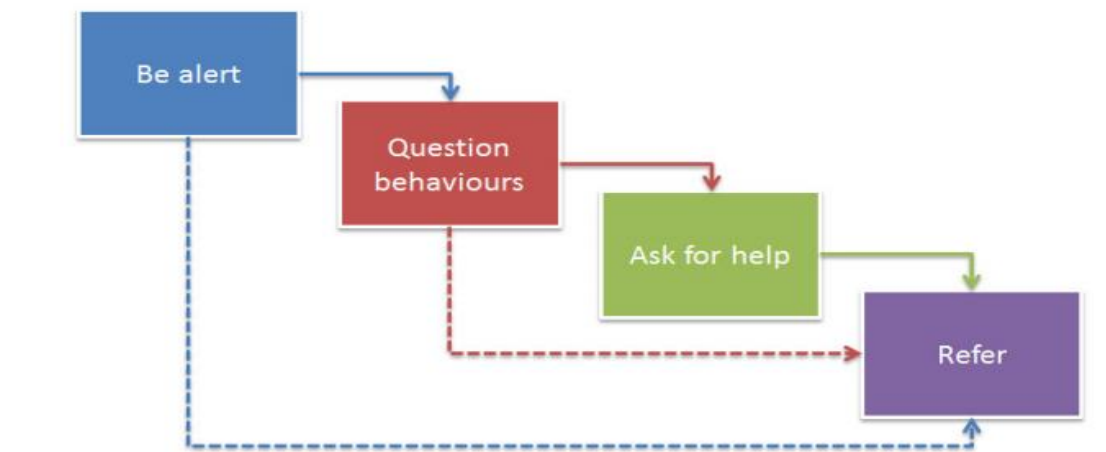 Be alert
Question
behaviours
Ask for help
Refer